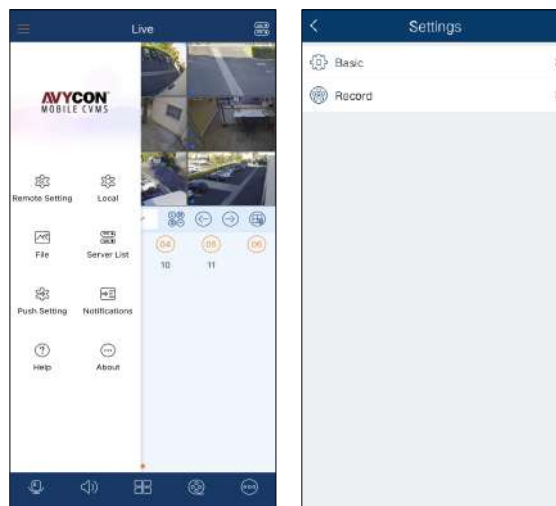 Live
AVYCON
MOBILE CVMS
Remote Setting
Local
File
Server List
Push Setting
Notifications
Help
About
04
05
06
10
11
Settings
Basic
Record